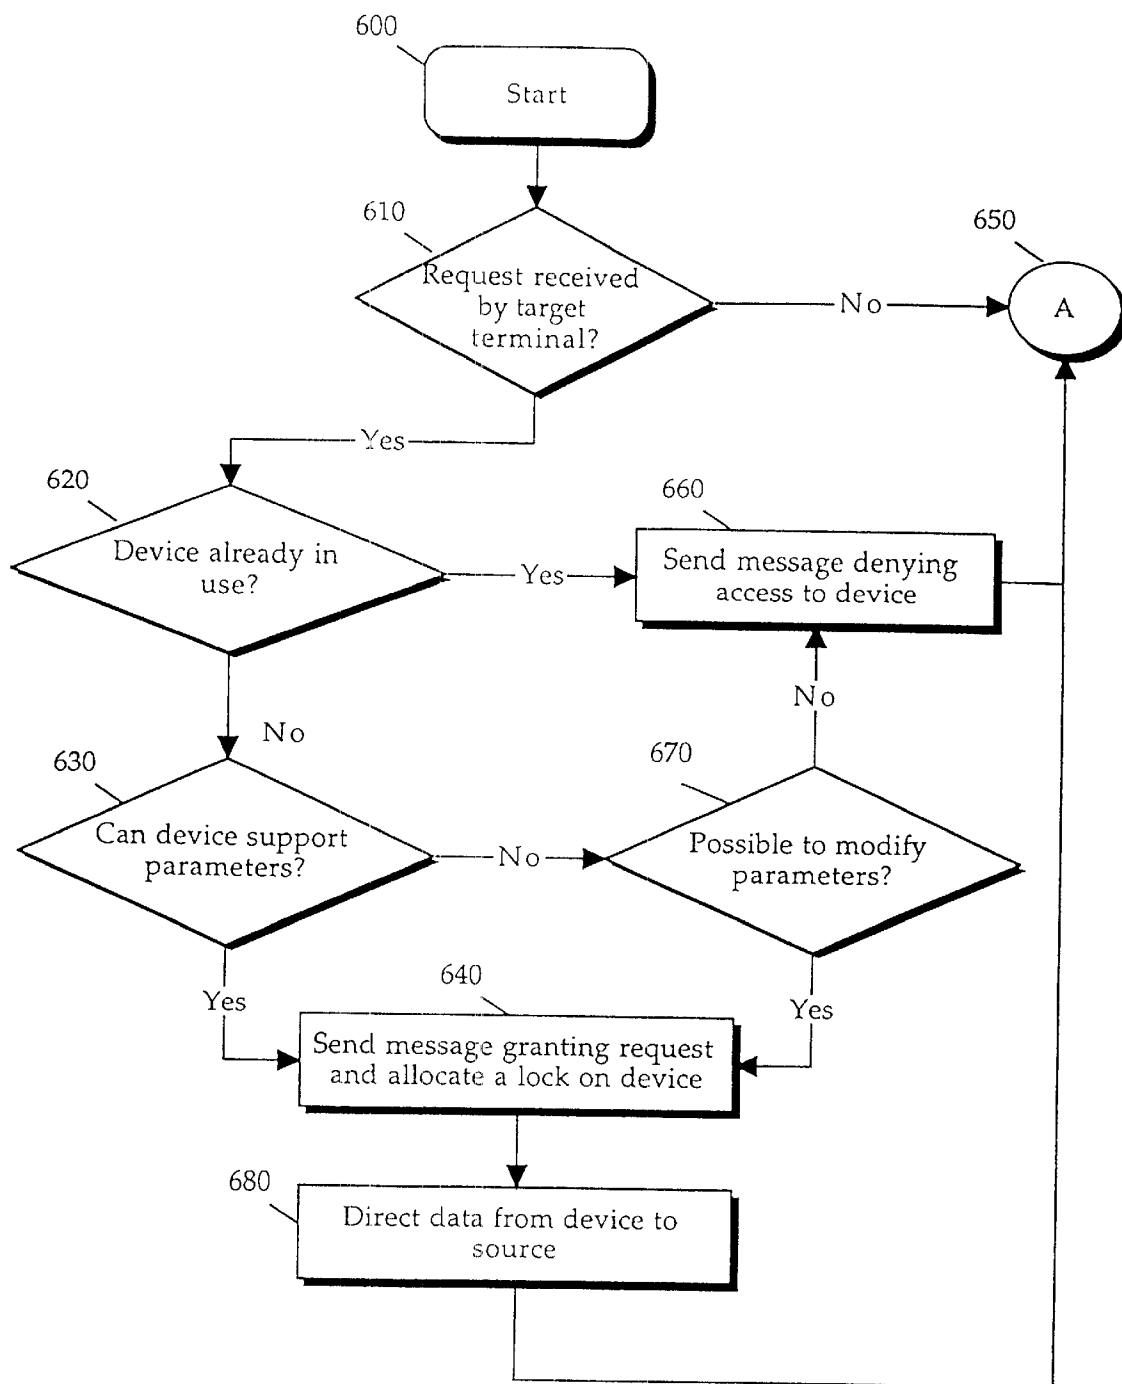 600
Start
610
Request received
by target
terminal?
No
650
A
Yes
620
Device already in
use?
Yes
660
Send message denying
access to device
No
No
630
Can device support
parameters?
No
670
Possible to modify
parameters?
Yes
640
Yes
Send message granting request
and allocate a lock on device
680
Direct data from device to
source